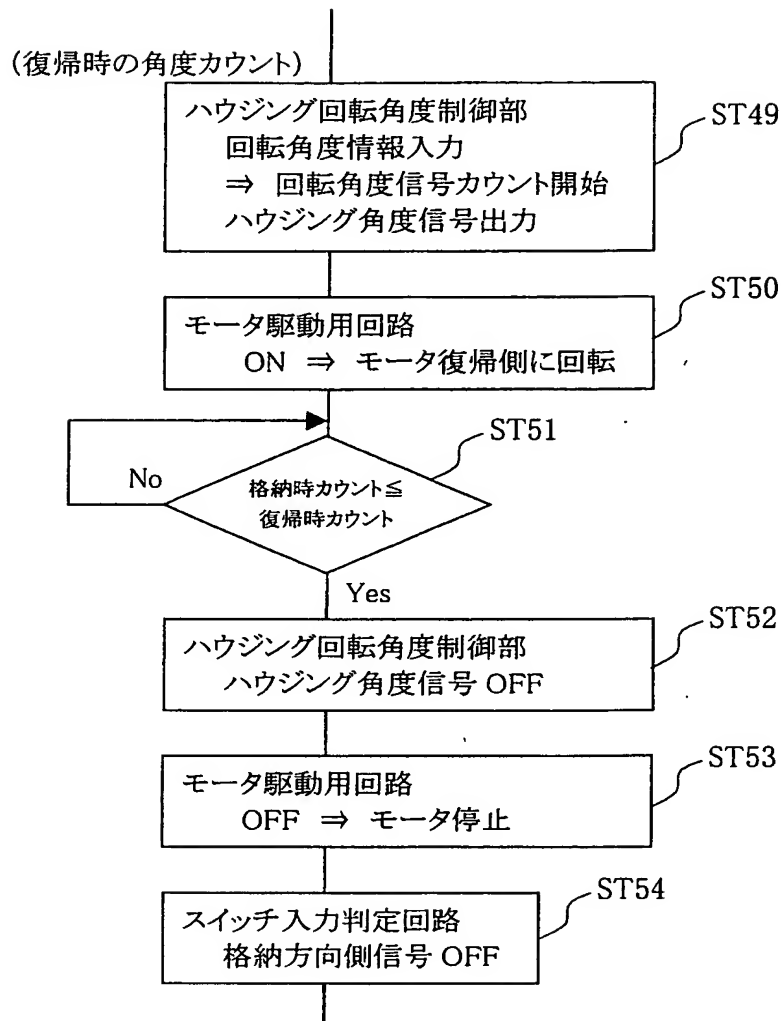 (復帰時の角度カウント)
ハウジング回転角度制御部
回転角度情報入力
⇒ 回転角度信号カウント開始
ハウジング角度信号出力
ST49
モータ駆動用回路
ON ⇒ モータ復帰側に回転
ST50
ST51
No
格納時カウント≦
復帰時カウント
Yes
ハウジング回転角度制御部
ハウジング角度信号 OFF
ST52
モータ駆動用回路
OFF ⇒ モータ停止
ST53
スイッチ入力判定回路
格納方向側信号 OFF
ST54